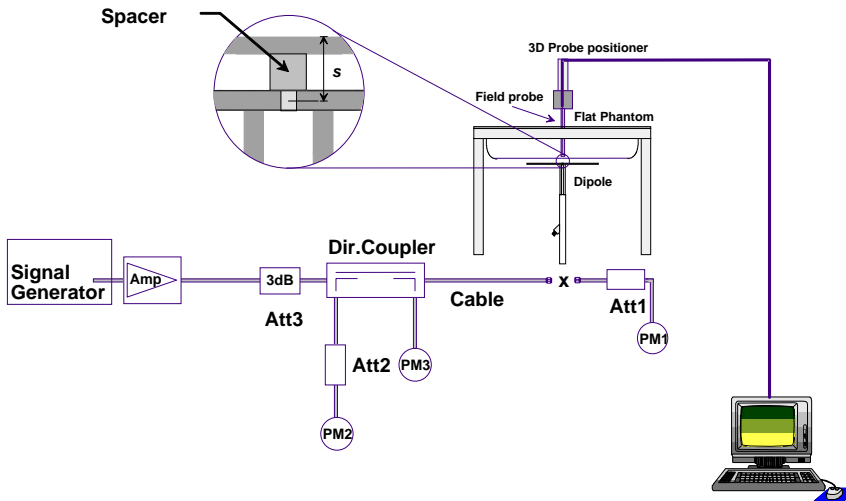 Spacer
s
3D Probe positioner
Field probe
Flat Phantom
Dipole
Dir.Coupler
Signal
Generator
Amp
3dB
Att3
Cable
x
Att1
PM1
Att2
PM3
PM2